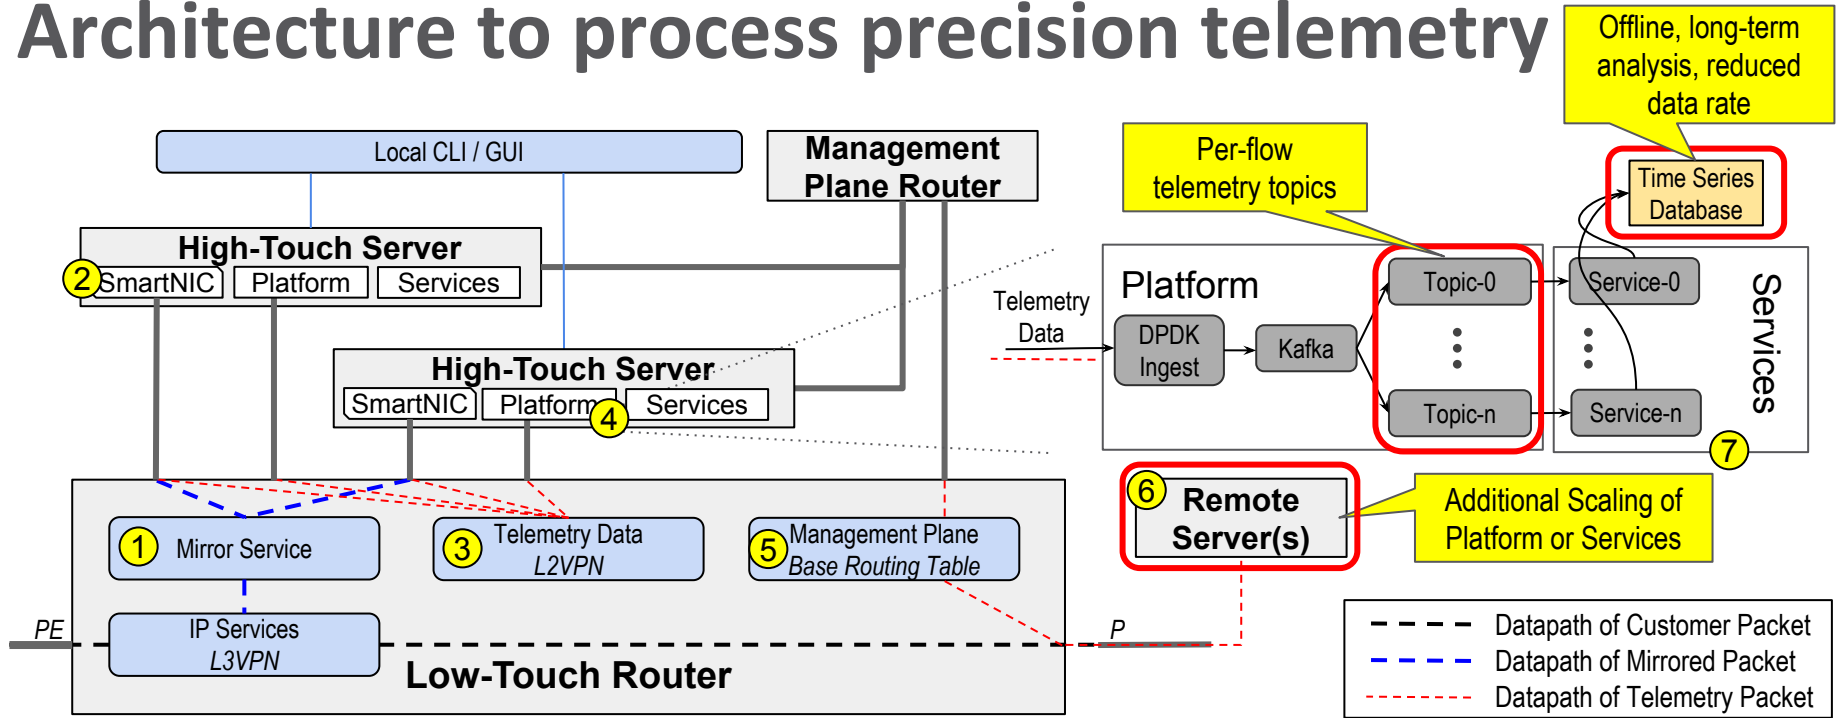 Architecture to process precision telemetry
Offline, long-term
analysis, reduced
data rate
Local CLI / GUI
Management
Plane Router
Per-flow
telemetry topics
Time Series
Database
High-Touch Server
2
SmartNIC
Platform
Services
High-Touch Server
SmartNIC
Platform
Services
4
Telemetry
Data
Platform
DPDK
Ingest
Kafka
Topic-0
Topic-n
Service-0
Service-n
Services
7
1
Mirror Service
3
Telemetry Data
L2VPN
5
Management Plane
Base Routing Table
6
Remote
Server(s)
Additional Scaling of
Platform or Services
PE
IP Services
L3VPN
P
Low-Touch Router
Datapath of Customer Packet
Datapath of Mirrored Packet
Datapath of Telemetry Packet